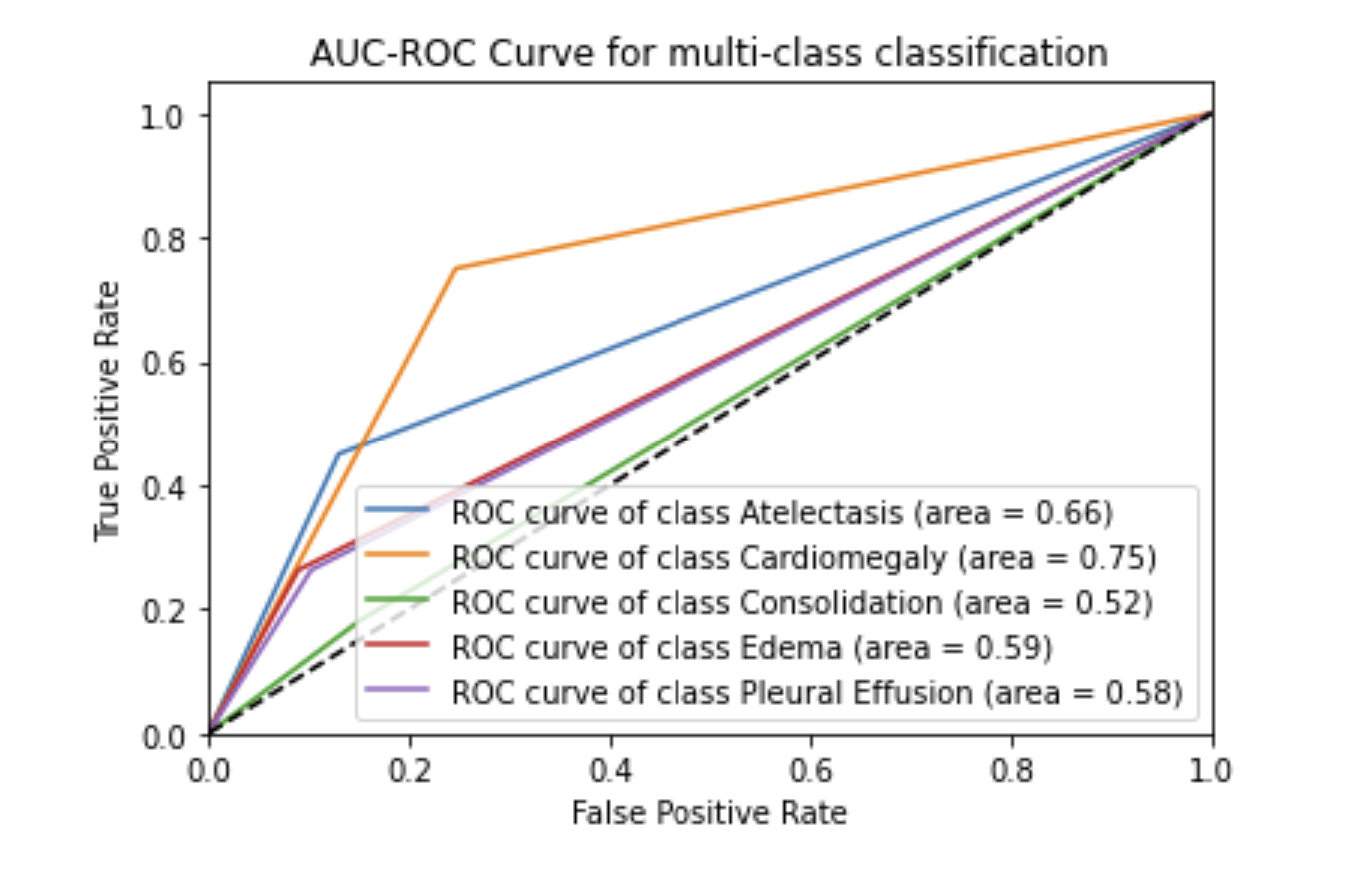 AUC-ROC Curve for multi-class classification
1.0
0.8
0.6
0.4
0.2
0.0
True Positive Rate
ROC curve of class Atelectasis (area = 0.66)
ROC curve of class Cardiomegaly (area = 0.75)
ROC curve of class Consolidation (area = 0.52)
ROC curve of class Edema (area = 0.59)
ROC curve of class Pleural Effusion (area = 0.58)
0.0 0.2 0.4 0.6 0.8 1.0
False Positive Rate